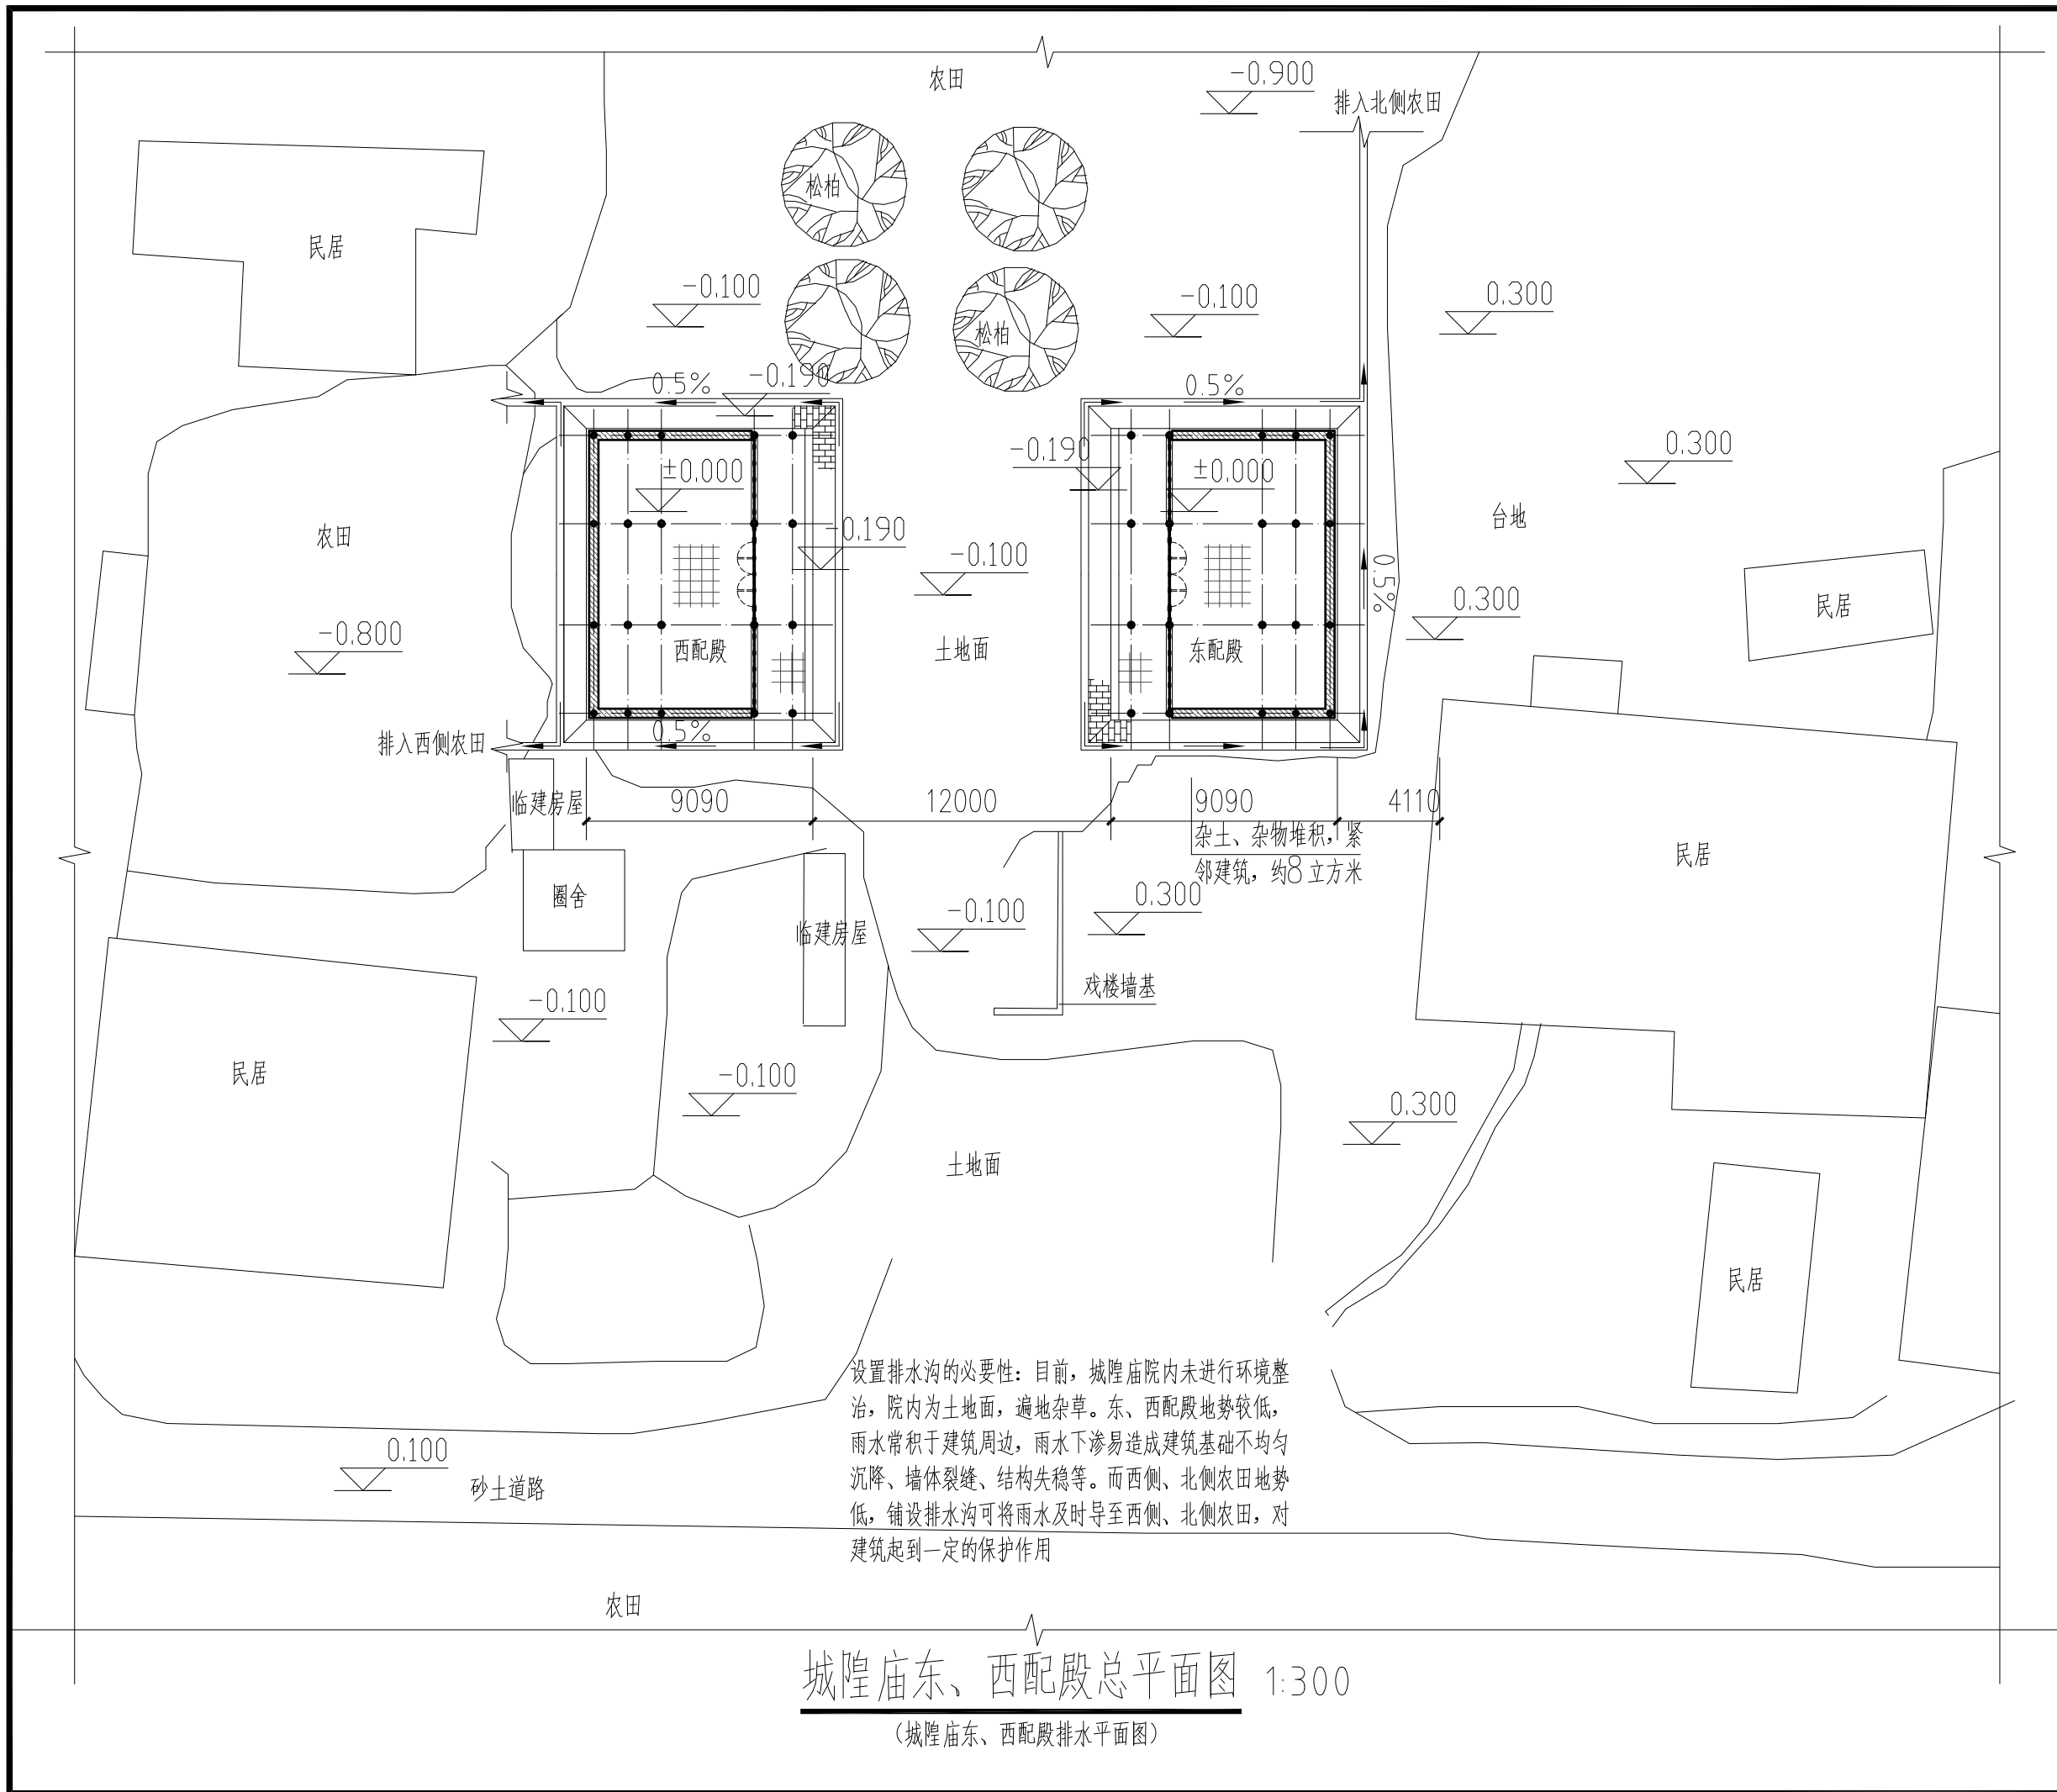 农田
-0.900
排入北侧农田
松柏
民居
-0.100
-0.100
0.300
松柏
0.5%
-0.190
0.5%
-0.190
0.300
±0.000
±0.000
农田
-0.190
台地
-0.100
0.5%
0.300
民居
-0.800
西配殿
土地面
东配殿
0.5%
排入西侧农田
临建房屋
9090
12000
9090
4110
杂土、杂物堆积，紧
邻建筑，约8立方米
民居
圈舍
0.300
-0.100
临建房屋
戏楼墙基
-0.100
民居
-0.100
0.300
土地面
民居
设置排水沟的必要性：目前，城隍庙院内未进行环境整
治，院内为土地面，遍地杂草。东、西配殿地势较低，
雨水常积于建筑周边，雨水下渗易造成建筑基础不均匀
沉降、墙体裂缝、结构失稳等。而西侧、北侧农田地势
低，铺设排水沟可将雨水及时导至西侧、北侧农田，对
建筑起到一定的保护作用
0.100
砂土道路
农田
城隍庙东、西配殿总平面图 1:300
（城隍庙东、西配殿排水平面图）